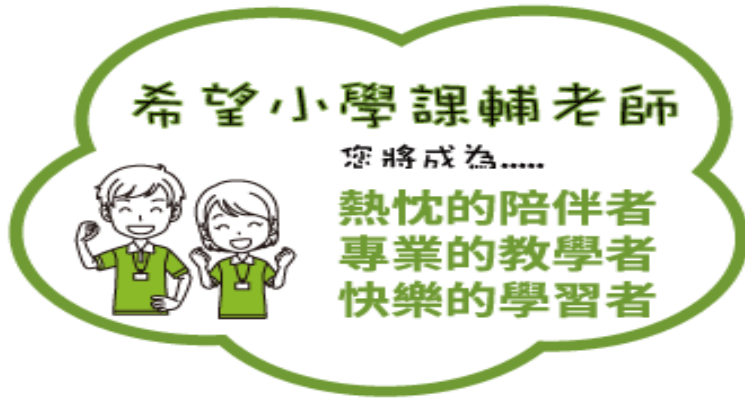 希望小學課輔老師
您將成為.....
熱忱的陪伴者
專業的教學者
快樂的學習者